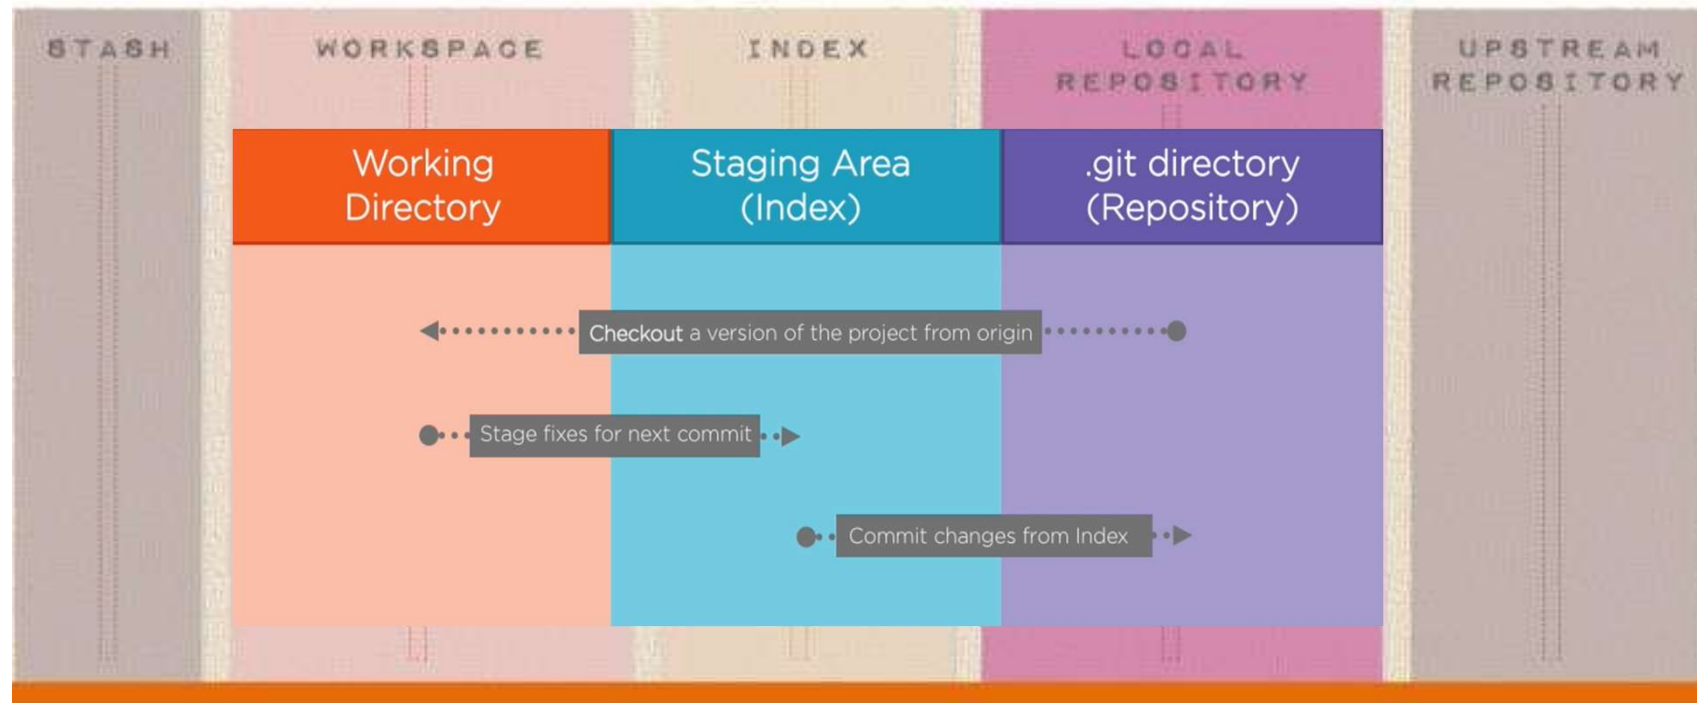 STASH
WORKSPACE
INDEX
LOCAL
REPOSITORY
UPSTREAM
REPOSITORY
Working
Directory
Staging Area
(Index)
.git directory
(Repository)
Checkout a version of the project from origin
Stage fixes for next commit
Commit changes from Index